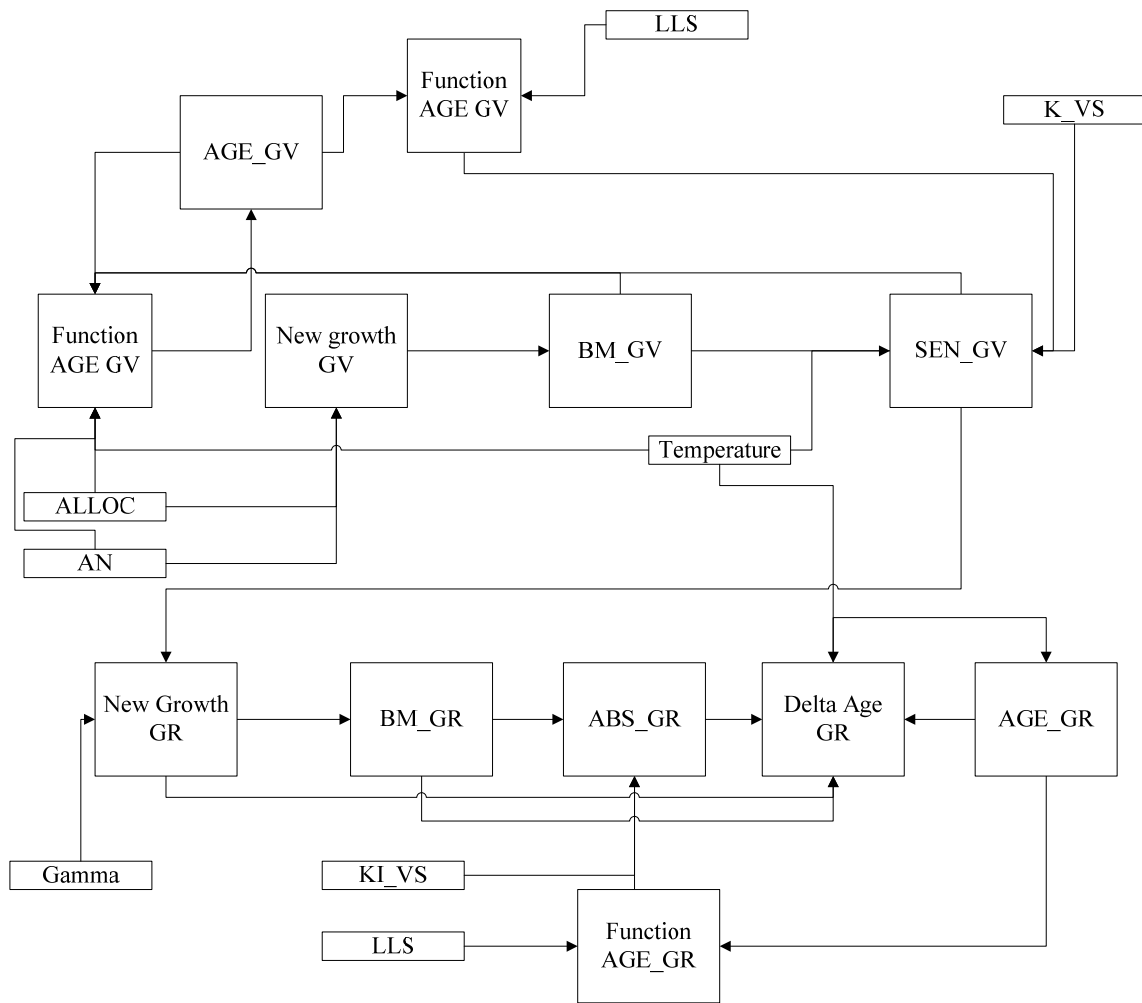 LLS
Function
AGE GV
K_VS
AGE_GV
Function
AGE GV
New growth
GV
BM_GV
SEN_GV
Temperature
ALLOC
AN
New Growth
GR
BM_GR
ABS_GR
Delta Age
GR
AGE_GR
Gamma
KI_VS
LLS
Function
AGE_GR